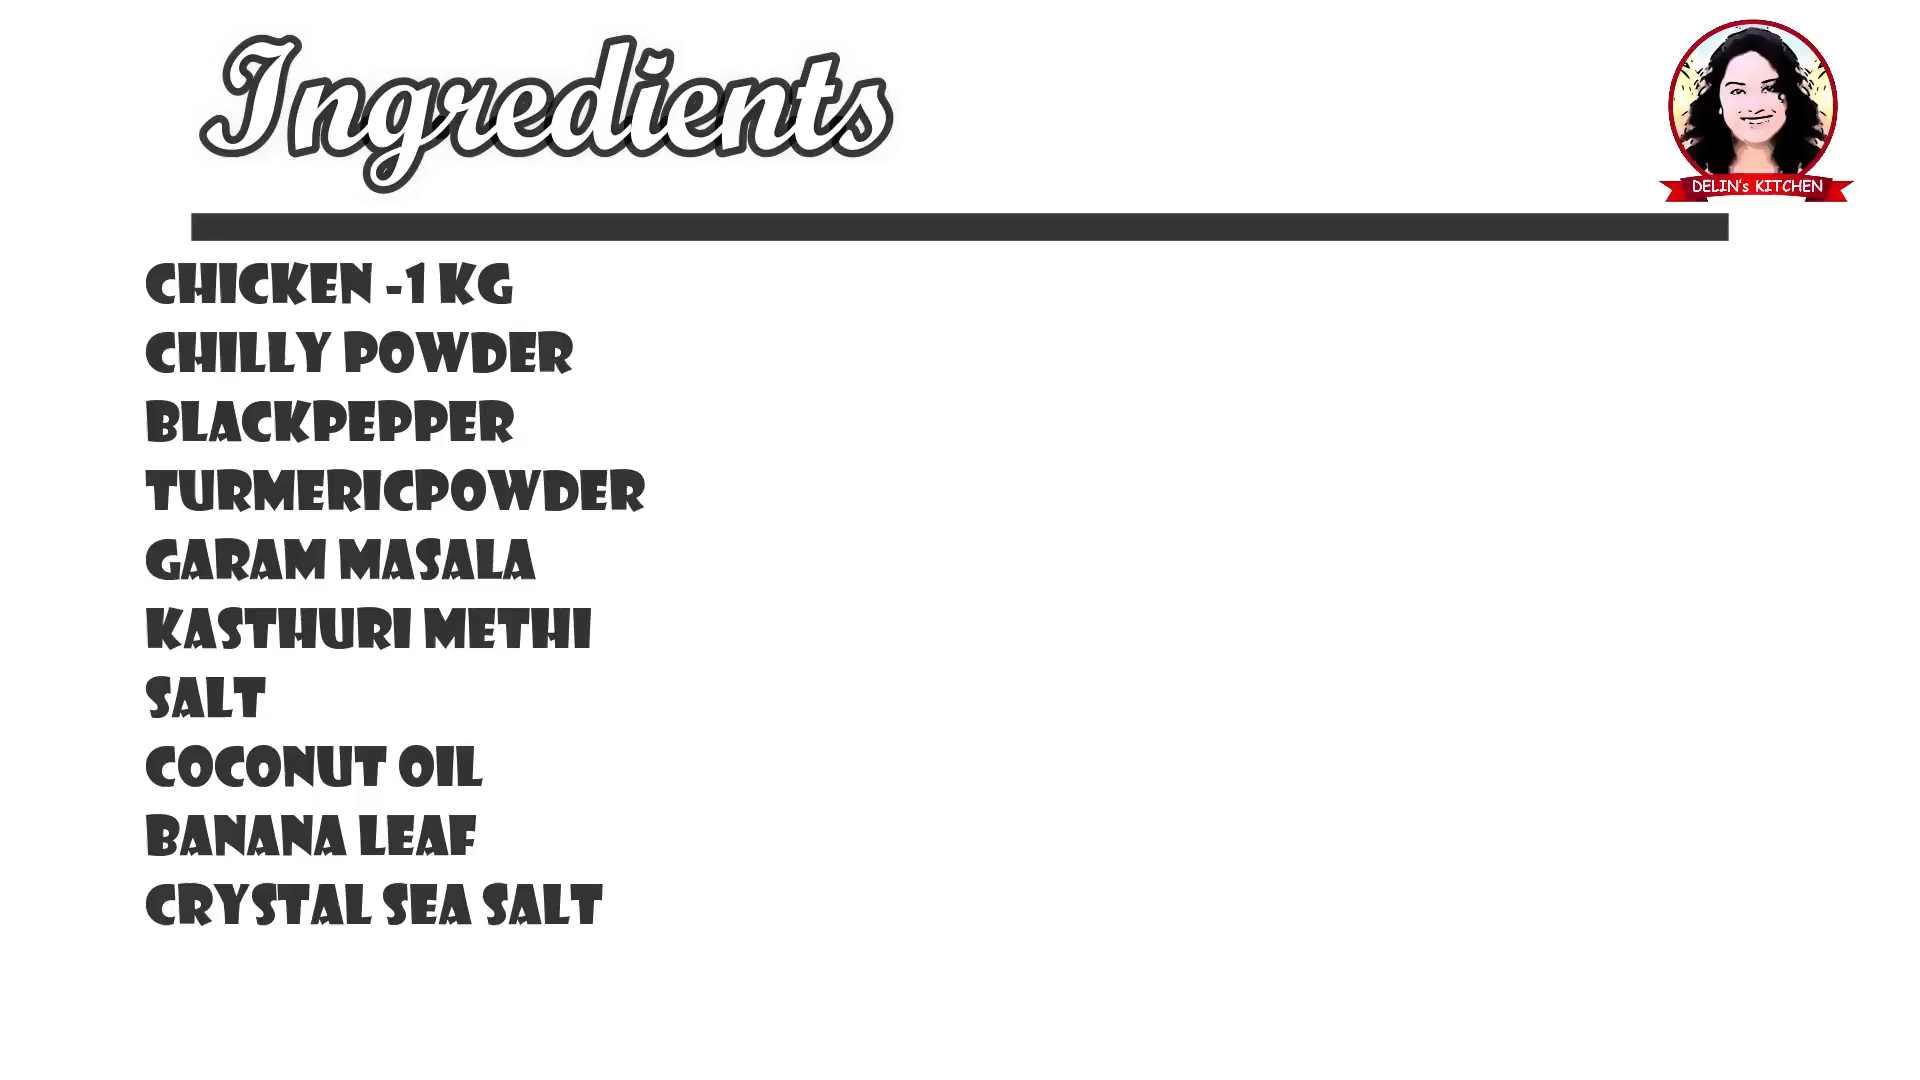 Ingredients
DELIN's KITCHEN
CHICKEN -1 KG
CHILLY POWDER
BLACKPEPPER
TURMERICPOWDER
GARAM MASALA
KASTHURI METHI
SALT
COCONUT OIL
BANANA LEAF
CRYSTAL SEA SALT